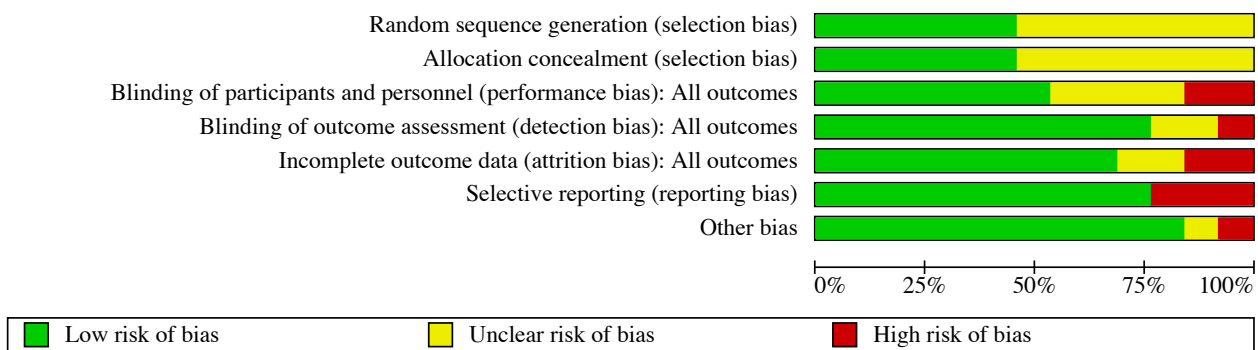 Random sequence generation (selection bias)
Allocation concealment (selection bias)
Blinding of participants and personnel (performance bias): All outcomes
Blinding of outcome assessment (detection bias): All outcomes
Incomplete outcome data (attrition bias): All outcomes
Selective reporting (reporting bias)
Other bias
0% 25% 50% 75% 100%
Low risk of bias Unclear risk of bias High risk of bias